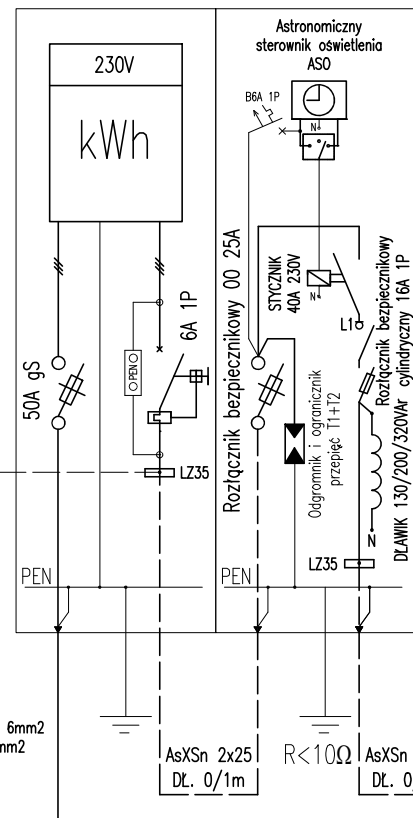 Astronomiczny
sterownik oświetlenia
ASO
230V
kWh
B6A 1P
N
50A gS
PEN
6A 1P
LZ35
Rozłącznik bezpiecznikowy 00 25A
STYCZNIK
40A 230V
N
L1
Odgromnik i ogranicznik
przepięć T1+T2
Rozłącznik bezpiecznikowy
cylindryczny 16A 1P
DŁAWIK 130/200/320VAr
N
LZ35
PEN
PEN
6mm2
mm2
AsXSn 2x25
DŁ. 0/1m
R<10Ω
AsXSn
DŁ. 0